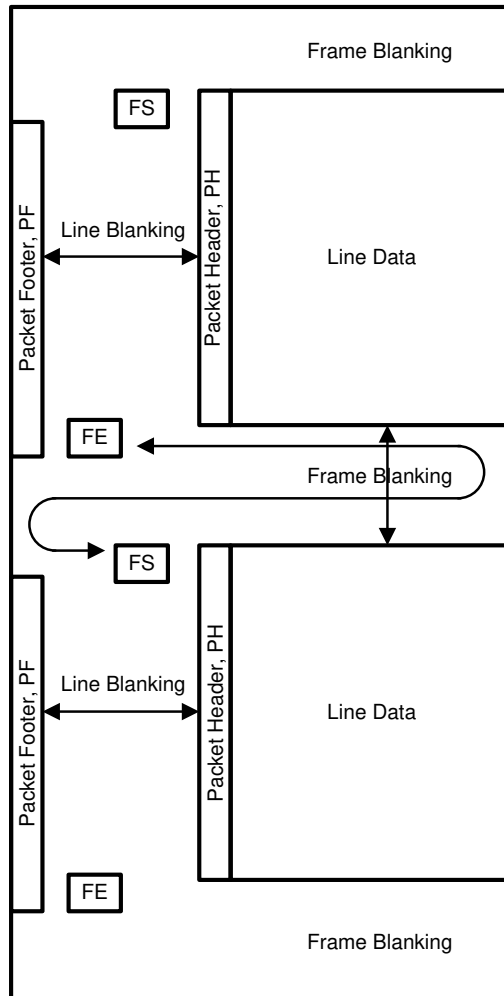 Frame Blanking
FS
Packet Footer, PF
Line Blanking
Packet Header, PH
Line Data
FE
Frame Blanking
FS
Packet Footer, PF
Line Blanking
Packet Header, PH
Line Data
FE
Frame Blanking